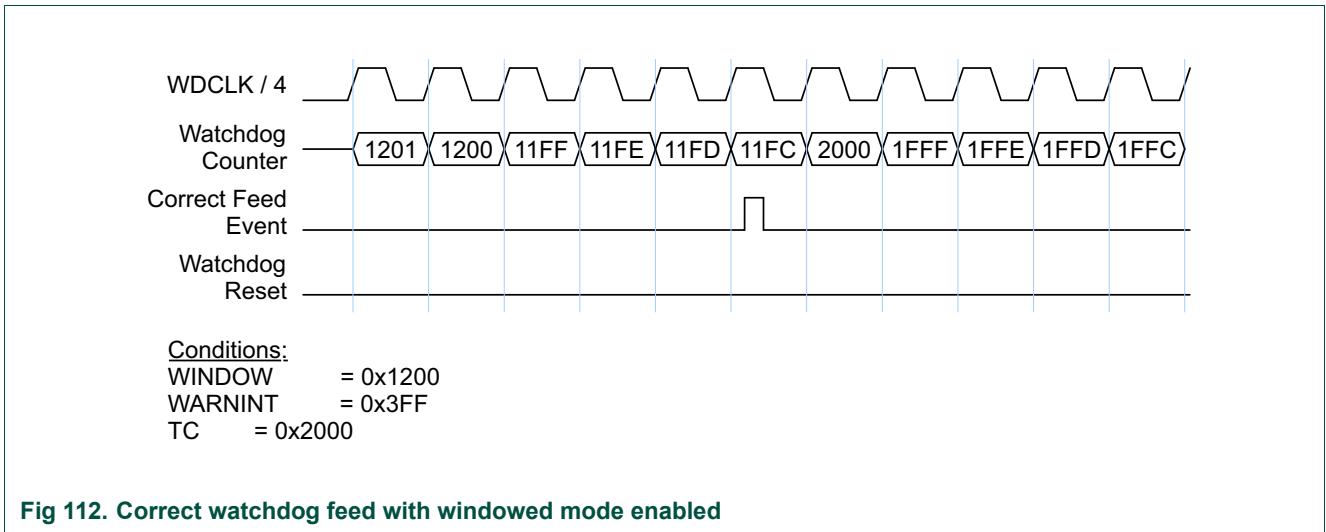 WDCLK / 4
Watchdog
Counter
1201 1200 11FF 11FE 11FD 11FC 2000 1FFF 1FFE 1FFD 1FFC
Correct Feed
Event
Watchdog
Reset
Conditions:
WINDOW = 0x1200
WARNINT = 0x3FF
TC = 0x2000
Fig 112. Correct watchdog feed with windowed mode enabled